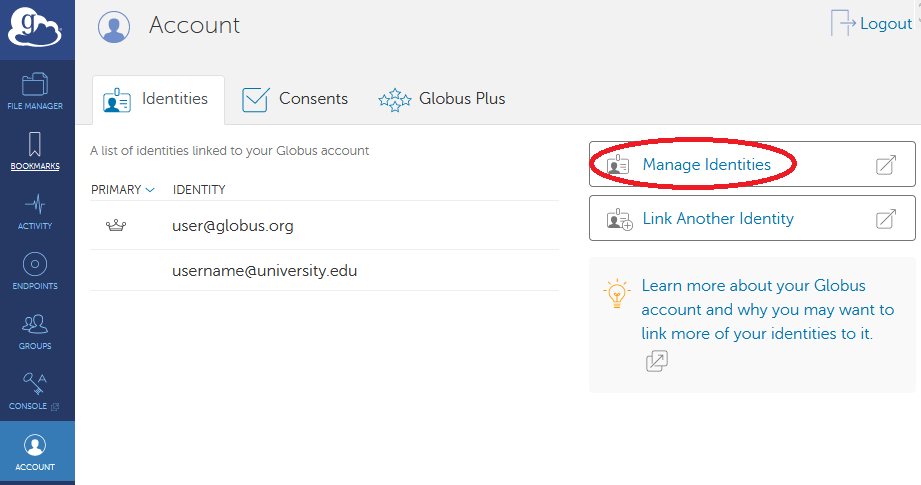 g
Account
Logout
FILE MANAGER
BOOKMARKS
ACTIVITY
ENDPOINTS
GROUPS
CONSOLE
ACCOUNT
Identities
Consents
Globus Plus
A list of identities linked to your Globus account
PRIMARY IDENTITY
user@globus.org
username@university.edu
Manage Identities
Link Another Identity
Learn more about your Globus
account and why you may want to
link more of your identities to it.